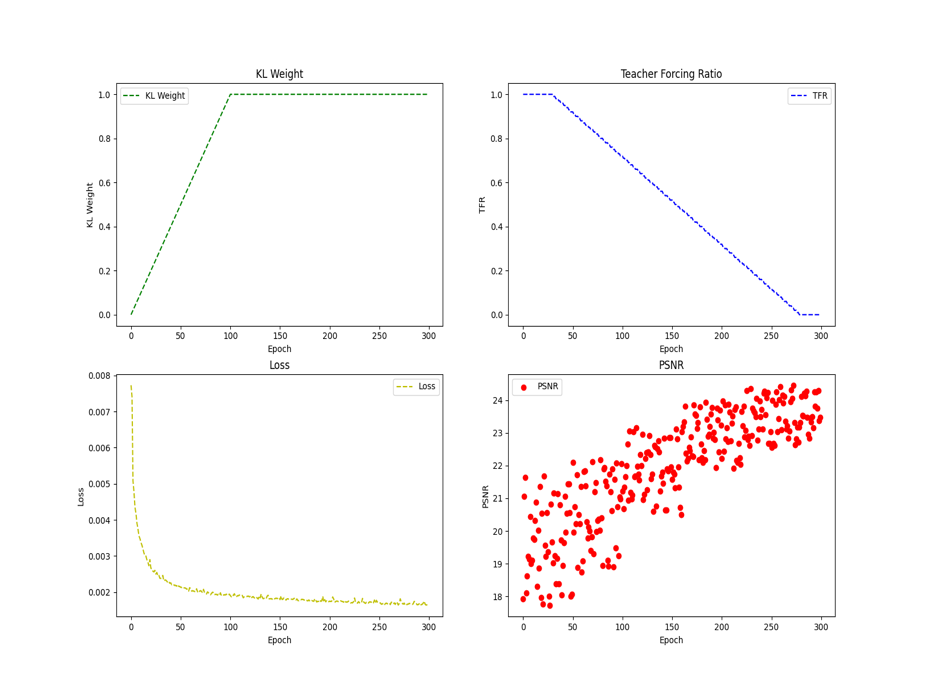 KL Weight
KL Weight
1.0
0.8
0.6
0.4
0.2
0.0
KL Weight
0 50 100 150 200 250 300
Epoch
Teacher Forcing Ratio
TFR
1.0
0.8
0.6
0.4
0.2
0.0
TFR
0 50 100 150 200 250 300
Epoch
Loss
Loss
0.008
0.007
0.006
0.005
0.004
0.003
0.002
Loss
0 50 100 150 200 250 300
Epoch
PSNR
PSNR
24
23
22
21
20
19
18
PSNR
0 50 100 150 200 250 300
Epoch